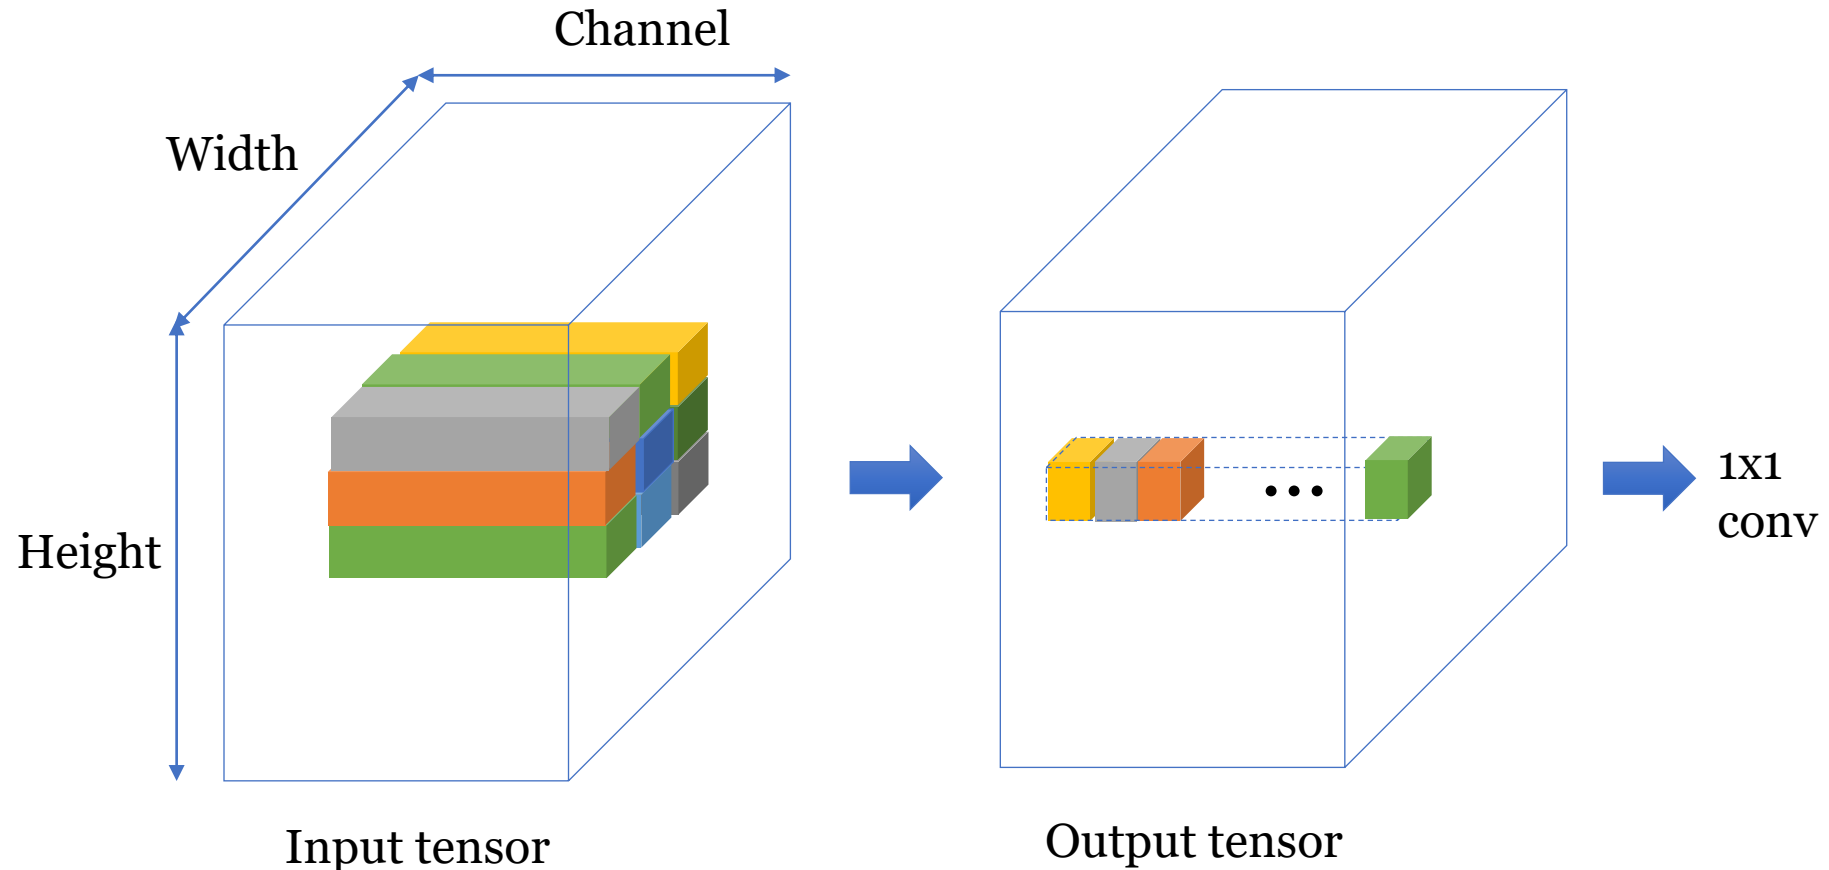 Channel
Width
Height
1x1
conv
Input tensor
Output tensor